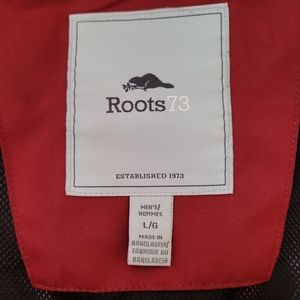 Roots73
ESTABLISHED 1973
MEN'S/
HOMMES
L/G
MADE IN
BANGLADESH/
FABRIQUÉ AU
BANGLADESH